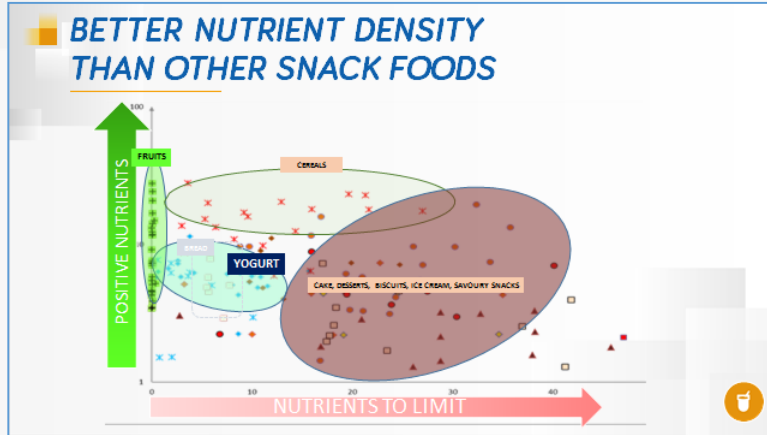 BETTER NUTRIENT DENSITY
THAN OTHER SNACK FOODS
100
FRUITS
CEREALS
POSITIVE NUTRIENTS
BREAD
YOGURT
CAKE, DESSERTS, BISCUITS, ICE CREAM, SAVOURY SNACKS
1
0
10
20
30
40
NUTRIENTS TO LIMIT